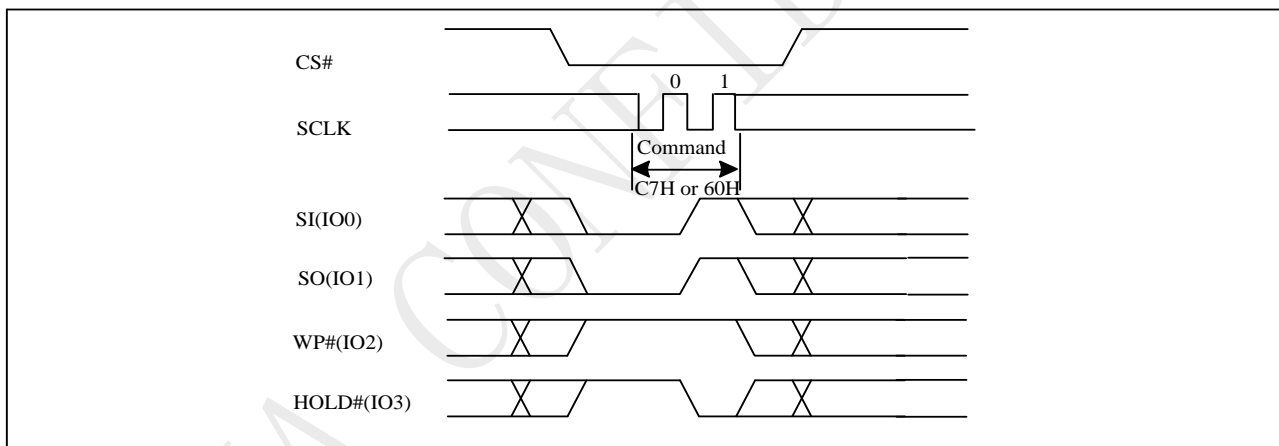 CS#
0 1
SCLK
Command
C7H or 60H
SI(IO0)
SO(IO1)
WP#(IO2)
HOLD#(IO3)